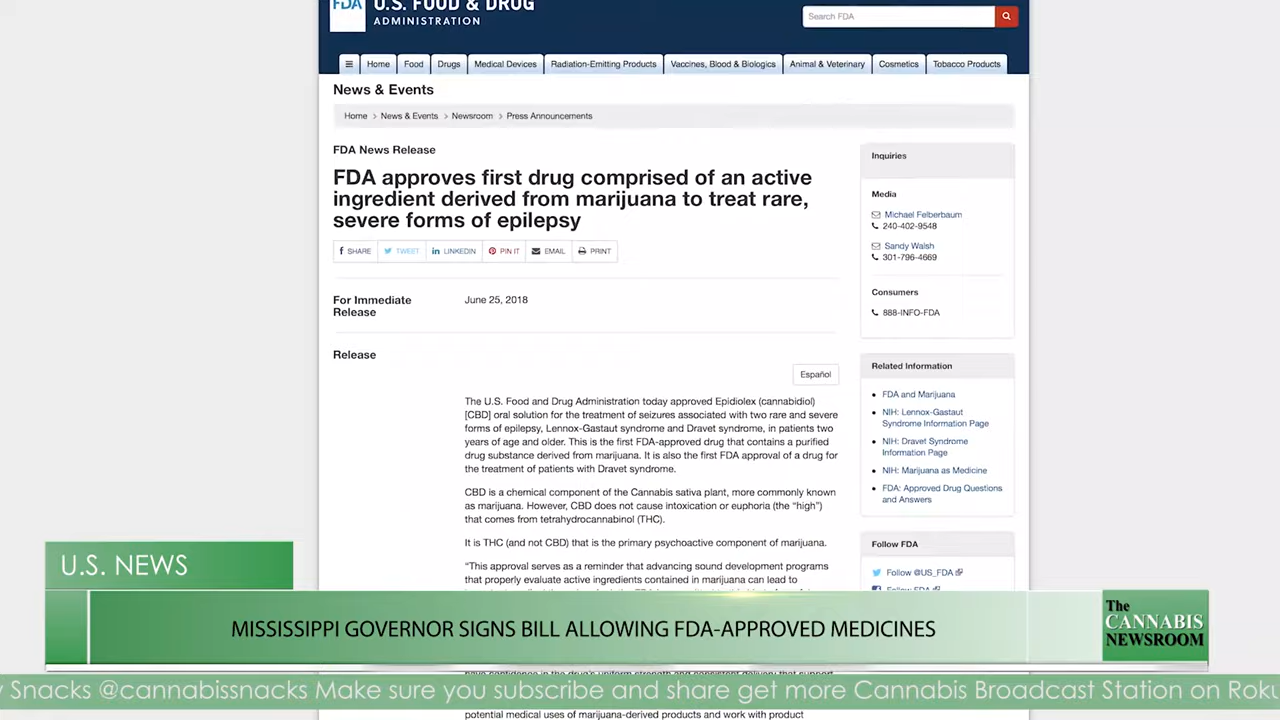 FDA
U.S. FOOD & DRUG
ADMINISTRATION
Search FDA
Home
Food
Drugs
Medical Devices
Radiation-Emitting Products
Vaccines, Blood & Biologics
Animal & Veterinary
Cosmetics
Tobacco Products
News & Events
Home > News & Events > Newsroom > Press Announcements
FDA News Release
FDA approves first drug comprised of an active
ingredient derived from marijuana to treat rare,
severe forms of epilepsy
SHARE
TWEET
LINKEDIN
PIN IT
EMAIL
PRINT
For Immediate
Release
June 25, 2018
Release
Español
The U.S. Food and Drug Administration today approved Epidiolex (cannabidiol)
[CBD] oral solution for the treatment of seizures associated with two rare and severe
forms of epilepsy, Lennox-Gastaut syndrome and Dravet syndrome, in patients two
years of age and older. This is the first FDA-approved drug that contains a purified
drug substance derived from marijuana. It is also the first FDA approval of a drug for
the treatment of patients with Dravet syndrome.
CBD is a chemical component of the Cannabis sativa plant, more commonly known
as marijuana. However, CBD does not cause intoxication or euphoria (the “high”)
that comes from tetrahydrocannabinol (THC).
It is THC (and not CBD) that is the primary psychoactive component of marijuana.
“This approval serves as a reminder that advancing sound development programs
that properly evaluate active ingredients contained in marijuana can lead to
Inquiries
Media
Michael Felberbaum
240-402-9548
Sandy Walsh
301-796-4669
Consumers
888-INFO-FDA
Related Information
FDA and Marijuana
NIH: Lennox-Gastaut
Syndrome Information Page
NIH: Dravet Syndrome
Information Page
NIH: Marijuana as Medicine
FDA: Approved Drug Questions
and Answers
Follow FDA
Follow @US_FDA
Follow FDA
U.S. NEWS
MISSISSIPPI GOVERNOR SIGNS BILL ALLOWING FDA-APPROVED MEDICINES
The
CANNABIS
NEWSROOM
y Snacks @cannabissnacks Make sure you subscribe and share get more Cannabis Broadcast Station on Roku
potential medical uses of marijuana-derived products and work with product